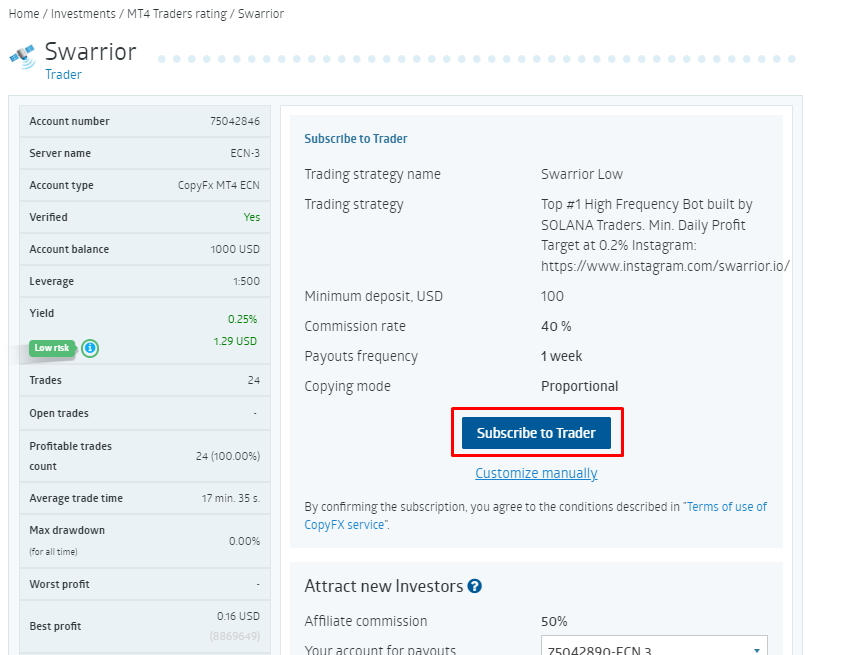 Home / Investments / MT4 Traders rating / Swarrior
Swarrior
Trader
Account number 75042846
Server name ECN-3
Account type CopyFx MT4 ECN
Verified Yes
Account balance 1000 USD
Leverage 1:500
Yield 0.25%
Low risk 1.29 USD
Trades 24
Open trades -
Profitable trades
count 24 (100.00%)
Average trade time 17 min. 35 s.
Max drawdown
(for all time) 0.00%
Worst profit -
Best profit 0.16 USD
(8869649)
Subscribe to Trader
Trading strategy name Swarrior Low
Trading strategy Top #1 High Frequency Bot built by
SOLANA Traders. Min. Daily Profit
Target at 0.2% Instagram:
https://www.instagram.com/swarrior.io/
Minimum deposit, USD 100
Commission rate 40 %
Payouts frequency 1 week
Copying mode Proportional
Subscribe to Trader
Customize manually
By confirming the subscription, you agree to the conditions described in "Terms of use of
CopyFX service".
Attract new Investors ?
Affiliate commission 50%
Your account for payouts 75042890-ECN 3